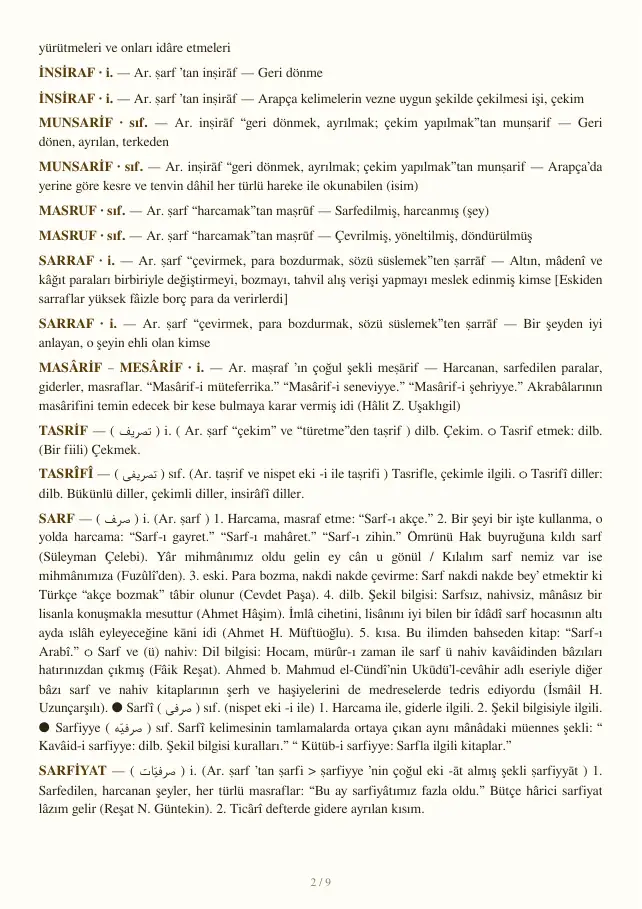 yürütmeleri ve onları idâre etmeleri
İNSİRAF · i. — Ar. ṣarf ’tan inṣirāf — Geri dönme
İNSİRAF · i. — Ar. ṣarf ’tan inṣirāf — Arapça kelimelerin vezne uygun şekilde çekilmesi işi, çekim
MUNSARİF · sıf. — Ar. inṣirāf “geri dönmek, ayrılmak; çekim yapılmak”tan munṣarif — Geri
dönen, ayrılan, terkeden
MUNSARİF · sıf. — Ar. inṣirāf “geri dönmek, ayrılmak; çekim yapılmak”tan munṣarif — Arapça’da
yerine göre kesre ve tenvin dâhil her türlü hareke ile okunabilen (isim)
MASRUF · sıf. — Ar. ṣarf “harcamak”tan maṣrūf — Sarfedilmiş, harcanmış (şey)
MASRUF · sıf. — Ar. ṣarf “harcamak”tan maṣrūf — Çevrilmiş, yöneltilmiş, döndürülmüş
SARRAF · i. — Ar. ṣarf “çevirmek, para bozdurmak, sözü süslemek”ten ṣarrāf — Altın, mâdenî ve
kâğıt paraları birbiriyle değiştirmeyi, bozmayı, tahvil alış verişi yapmayı meslek edinmiş kimse [Eskiden
sarraflar yüksek fâizle borç para da verirlerdi]
SARRAF · i. — Ar. ṣarf “çevirmek, para bozdurmak, sözü süslemek”ten ṣarrāf — Bir şeyden iyi
anlayan, o şeyin ehli olan kimse
MASÂRİF – MESÂRİF · i. — Ar. maṣraf ’ın çoğul şekli meṣārif — Harcanan, sarfedilen paralar,
giderler, masraflar. “Masârif-i müteferrika.” “Masârif-i seneviyye.” “Masârif-i şehriyye.” Akrabâlarının
masârifini temin edecek bir kese bulmaya karar vermiş idi (Hâlit Z. Uşaklıgil)
TASRİF — ( تصريف ) i. ( Ar. ṣarf “çekim” ve “türetme”den taṣrіf ) dilb. Çekim. ѻ Tasrif etmek: dilb.
(Bir fiili) Çekmek.
TASRÎFÎ — ( تصريفى ) sıf. (Ar. taṣrif ve nispet eki -i ile taṣrifi ) Tasrifle, çekimle ilgili. ѻ Tasrifî diller:
dilb. Bükünlü diller, çekimli diller, insirâfî diller.
SARF — ( صرف ) i. (Ar. ṣarf ) 1. Harcama, masraf etme: “Sarf-ı akçe.” 2. Bir şeyi bir işte kullanma, o
yolda harcama: “Sarf-ı gayret.” “Sarf-ı mahâret.” “Sarf-ı zihin.” Ömrünü Hak buyruğuna kıldı sarf
(Süleyman Çelebi). Yâr mihmânımız oldu gelin ey cân u gönül / Kılalım sarf nemiz var ise
mihmânımıza (Fuzûlî’den). 3. eski. Para bozma, nakdi nakde çevirme: Sarf nakdi nakde bey’ etmektir ki
Türkçe “akçe bozmak” tâbir olunur (Cevdet Paşa). 4. dilb. Şekil bilgisi: Sarfsız, nahivsiz, mânâsız bir
lisanla konuşmakla mesuttur (Ahmet Hâşim). İmlâ cihetini, lisânını iyi bilen bir îdâdî sarf hocasının altı
ayda ıslâh eyleyeceğine kāni idi (Ahmet H. Müftüoğlu). 5. kısa. Bu ilimden bahseden kitap: “Sarf-ı
Arabî.” ѻ Sarf ve (ü) nahiv: Dil bilgisi: Hocam, mürûr-ı zaman ile sarf ü nahiv kavâidinden bâzıları
hatırınızdan çıkmış (Fâik Reşat). Ahmed b. Mahmud el-Cündî’nin Ukūdü’l-cevâhir adlı eseriyle diğer
bâzı sarf ve nahiv kitaplarının şerh ve haşiyelerini de medreselerde tedris ediyordu (İsmâil H.
Uzunçarşılı). ● Sarfî ( صرفى ) sıf. (nispet eki -i ile) 1. Harcama ile, giderle ilgili. 2. Şekil bilgisiyle ilgili.
● Sarfiyye ( صرفيّه ) sıf. Sarfî kelimesinin tamlamalarda ortaya çıkan aynı mânâdaki müennes şekli: “
Kavâid-i sarfiyye: dilb. Şekil bilgisi kuralları.” “ Kütüb-i sarfiyye: Sarfla ilgili kitaplar.”
SARFİYAT — ( صرفيّات ) i. (Ar. ṣarf ’tan ṣarfi > ṣarfiyye ’nin çoğul eki -āt almış şekli ṣarfiyyāt ) 1.
Sarfedilen, harcanan şeyler, her türlü masraflar: “Bu ay sarfiyâtımız fazla oldu.” Bütçe hârici sarfiyat
lâzım gelir (Reşat N. Güntekin). 2. Ticârî defterde gidere ayrılan kısım.
2 / 9